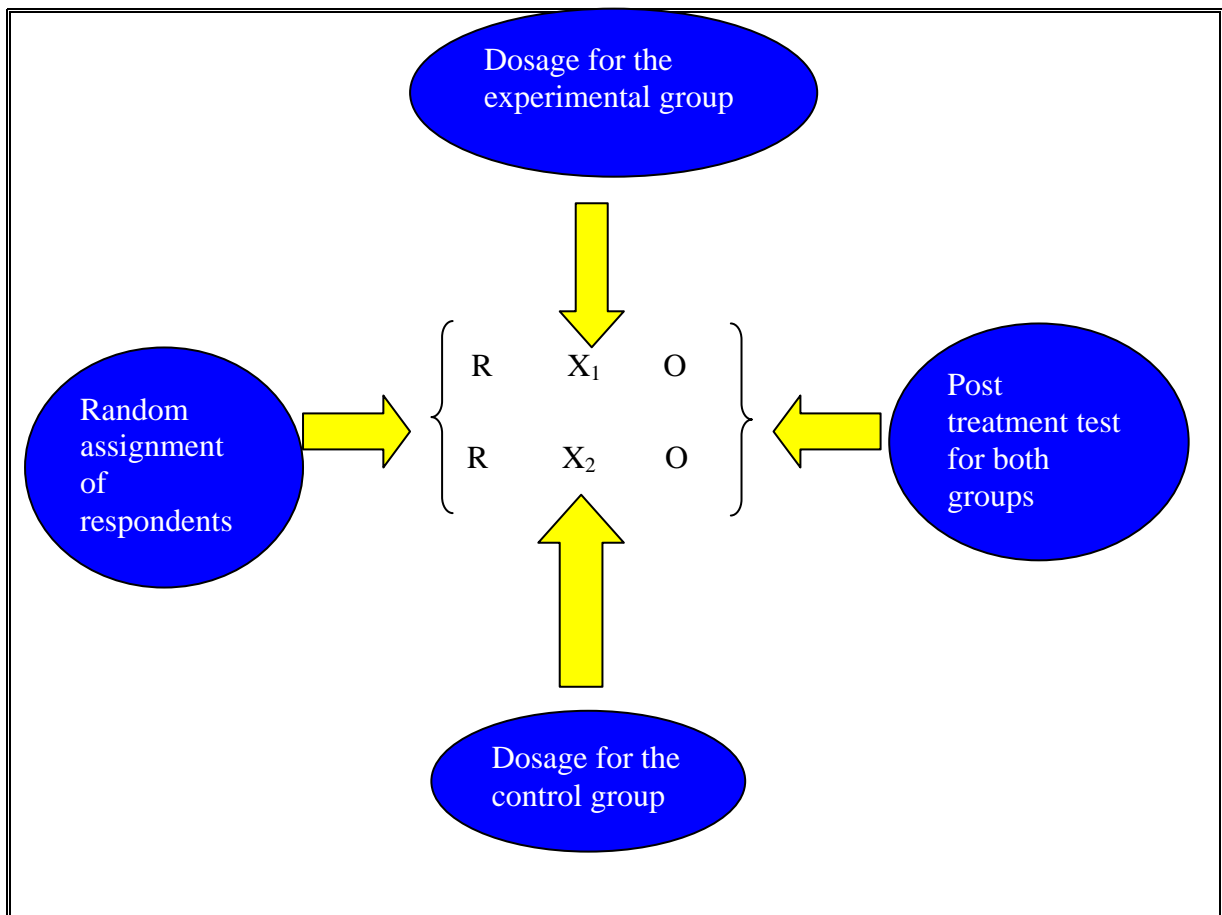 Dosage for the
experimental group
R X₁ O
Random
assignment
of
respondents
R X₂ O
Post
treatment test
for both
groups
Dosage for the
control group